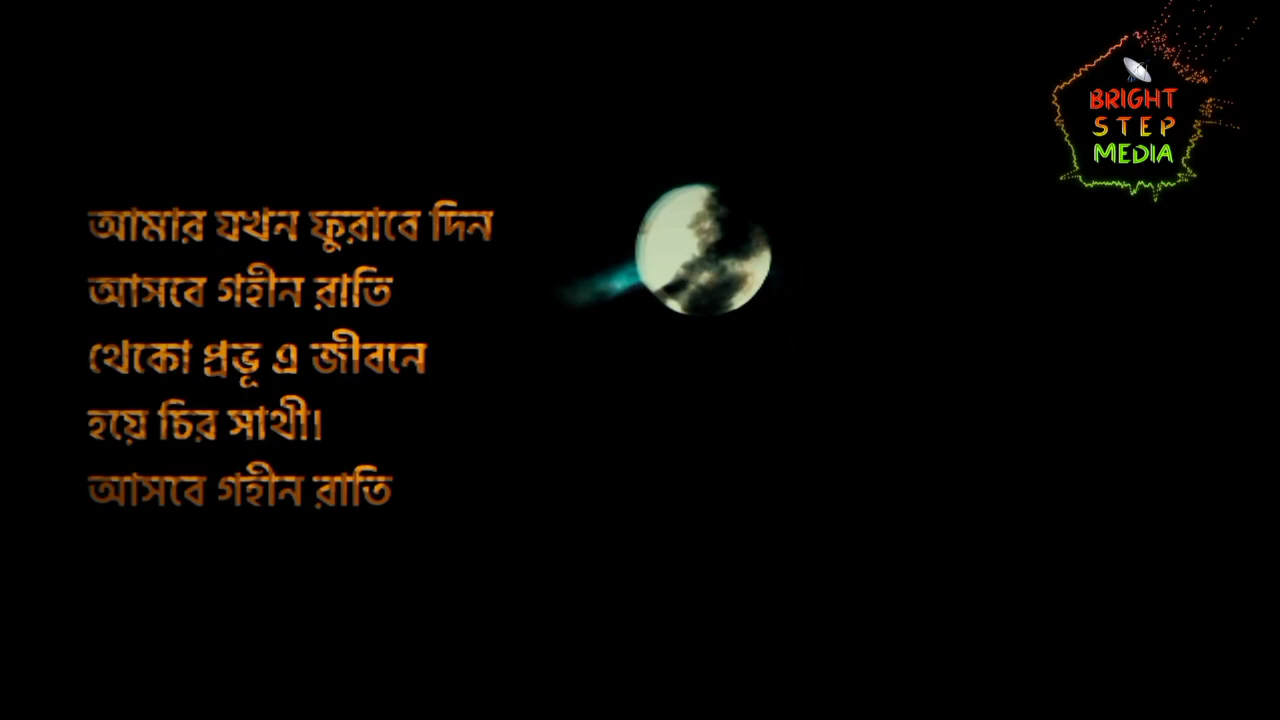 আমার যখন ফুরাবে দিন
আসবে গহীন রাতি
থেকো প্রভূ এ জীবনে
হয়ে চির সাথী।
আসবে গহীন রাতি
BRIGHT
STEP
MEDIA